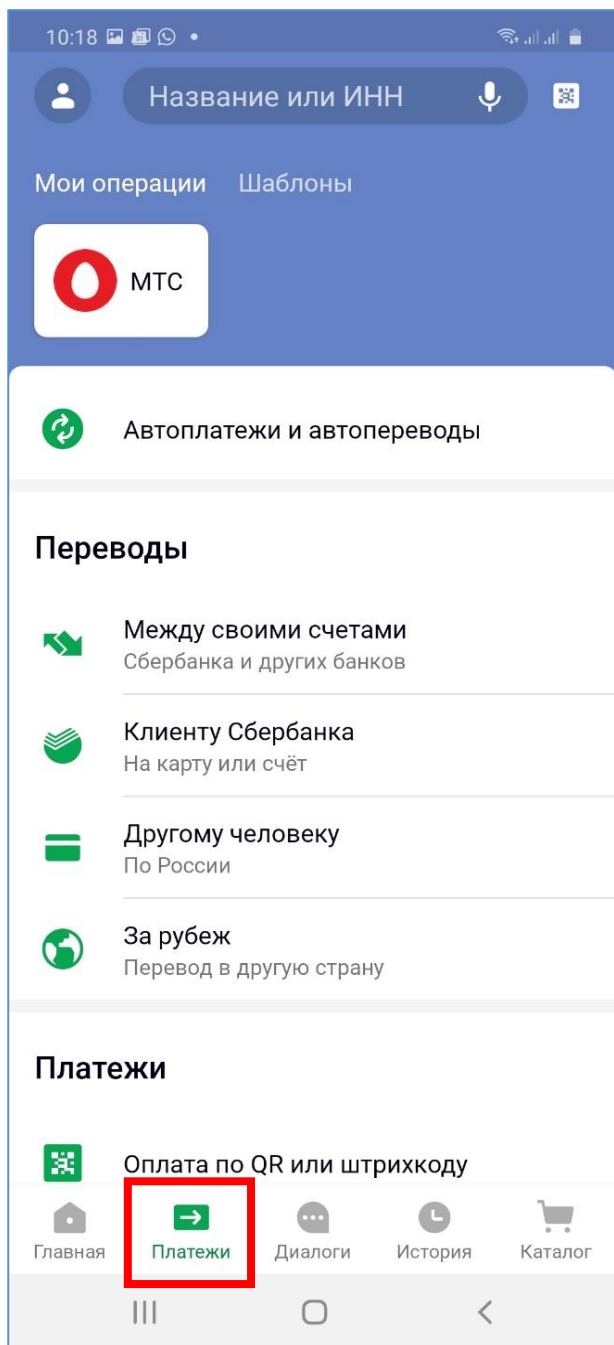 10:18
Название или ИНН
Мои операции Шаблоны
МТС
Автоплатежи и автопереводы
Переводы
Между своими счетами
Сбербанка и других банков
Клиенту Сбербанка
На карту или счёт
Другому человеку
По России
За рубеж
Перевод в другую страну
Платежи
Оплата по QR или штрихкоду
Главная Платежи Диалоги История Каталог